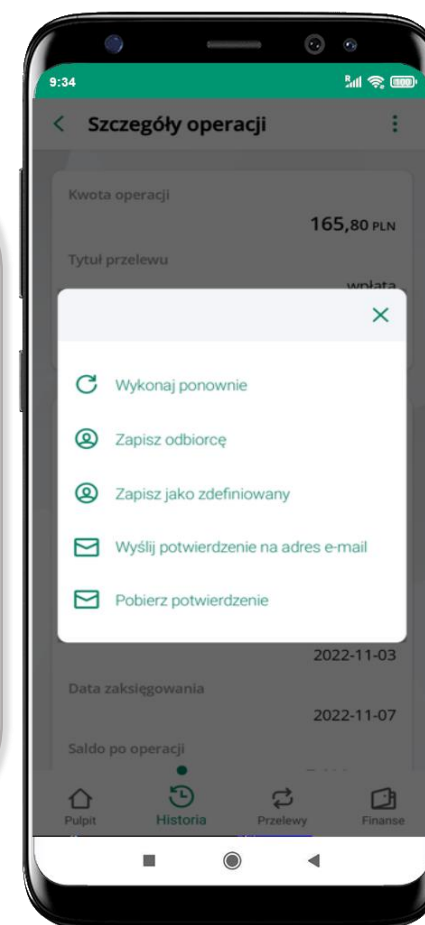 9:34
Szczegóły operacji
Kwota operacji
165,80 PLN
Tytuł przelewu
wpłata
Wykonaj ponownie
Zapisz odbiorcę
Zapisz jako zdefiniowany
Wyślij potwierdzenie na adres e-mail
Pobierz potwierdzenie
2022-11-03
Data zaksięgowania
2022-11-07
Saldo po operacji
Pulpit
Historia
Przelewy
Finanse